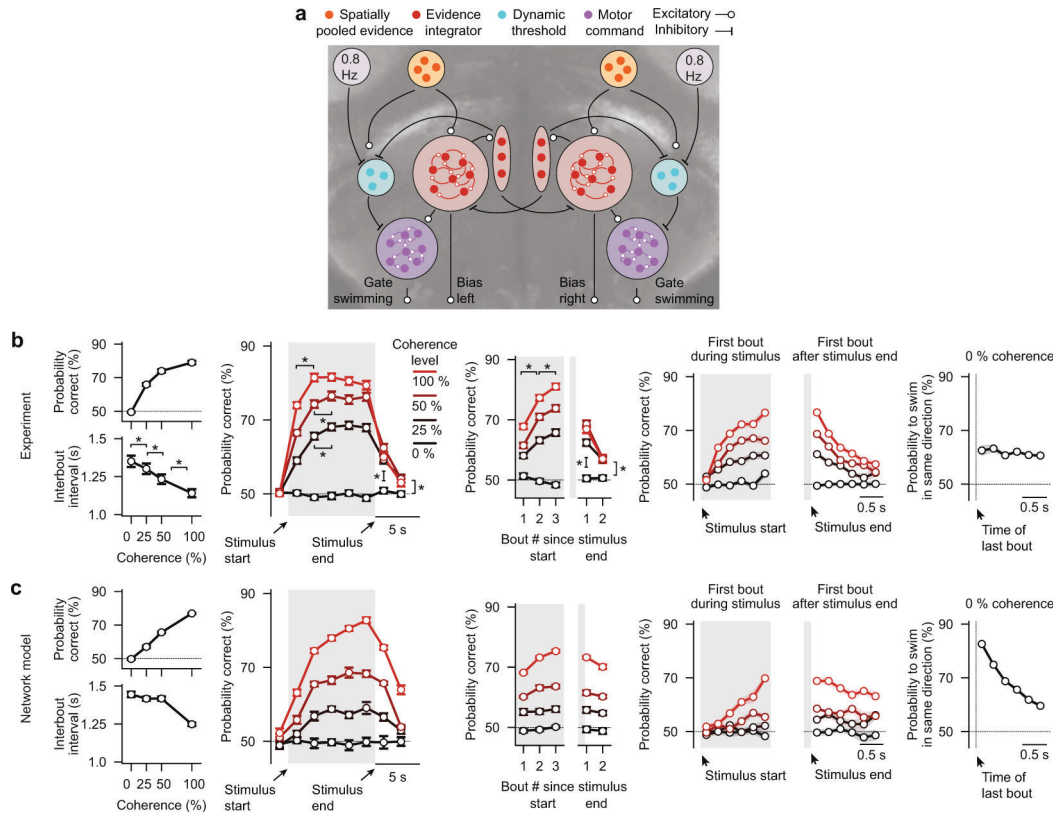 a
Spatially pooled evidence
Evidence integrator
Dynamic threshold
Motor command
Excitatory
Inhibitory
0.8 Hz
0.8 Hz
Gate swimming
Bias left
Bias right
Gate swimming
b
Experiment
Probability correct (%)
90
70
50
Interbout interval (s)
1.5
1.25
1.0
* * *
0 25 50 100
Coherence (%)
Probability correct (%)
90
70
50
*
*
*
*
*
Coherence level
100 %
50 %
25 %
0 %
Stimulus start
Stimulus end
5 s
Probability correct (%)
90
70
50
* *
*
*
1 2 3 1 2
Bout # since start
stimulus end
First bout during stimulus
First bout after stimulus end
Probability correct (%)
90
70
50
Stimulus start
Stimulus end
0.5 s
0 % coherence
Probability to swim in same direction (%)
90
70
50
0.5 s
Time of last bout
c
Network model
Probability correct (%)
90
70
50
Interbout interval (s)
1.5
1.25
1.0
0 25 50 100
Coherence (%)
Probability correct (%)
90
70
50
Stimulus start
Stimulus end
5 s
Probability correct (%)
90
70
50
1 2 3 1 2
Bout # since start
stimulus end
First bout during stimulus
First bout after stimulus end
Probability correct (%)
90
70
50
Stimulus start
Stimulus end
0.5 s
0 % coherence
Probability to swim in same direction (%)
90
70
50
0.5 s
Time of last bout